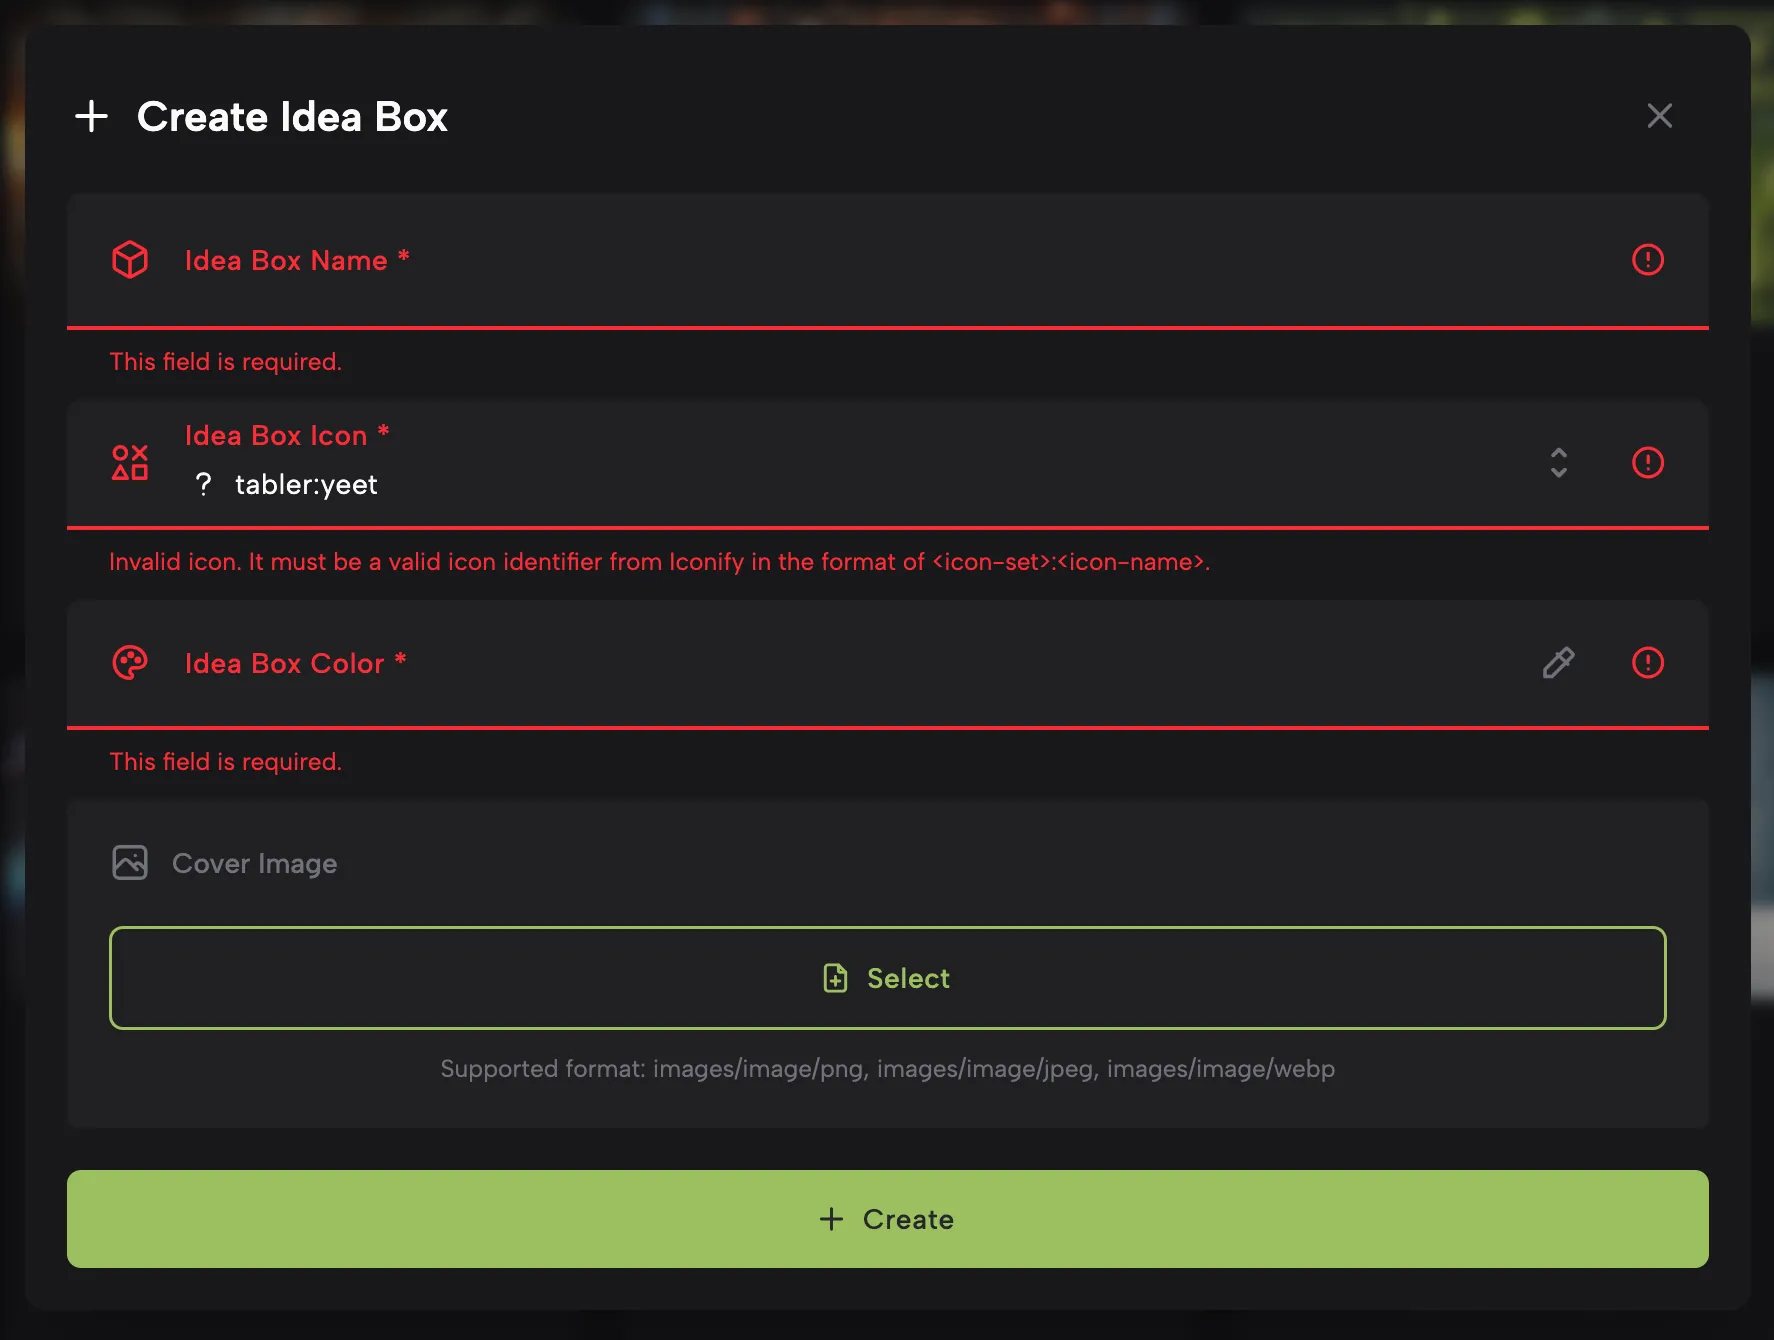 Create Idea Box
Idea Box Name *
This field is required.
Idea Box Icon *
? tabler:yeet
Invalid icon. It must be a valid icon identifier from Iconify in the format of <icon-set>:<icon-name>.
Idea Box Color *
This field is required.
Cover Image
Select
Supported format: images/image/png, images/image/jpeg, images/image/webp
Create